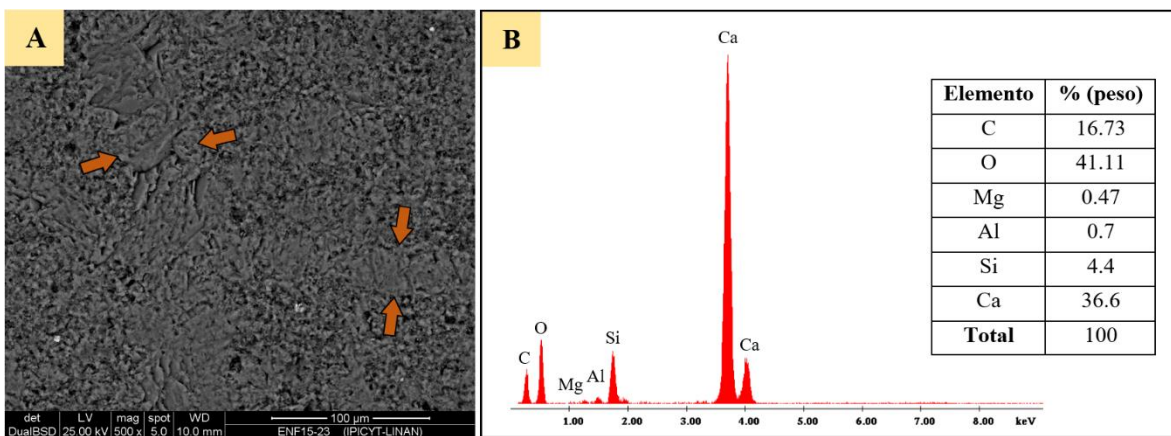 A
det LV mag spot WD 100 µm
DualBSD 25.00 kV 500 x 5.0 10.0 mm ENF15-23 (IPICYT-LINAN)
B
Ca
C
O
Mg
Al
Si
Ca
1.00 2.00 3.00 4.00 5.00 6.00 7.00 8.00 keV
Elemento % (peso)
C 16.73
O 41.11
Mg 0.47
Al 0.7
Si 4.4
Ca 36.6
Total 100